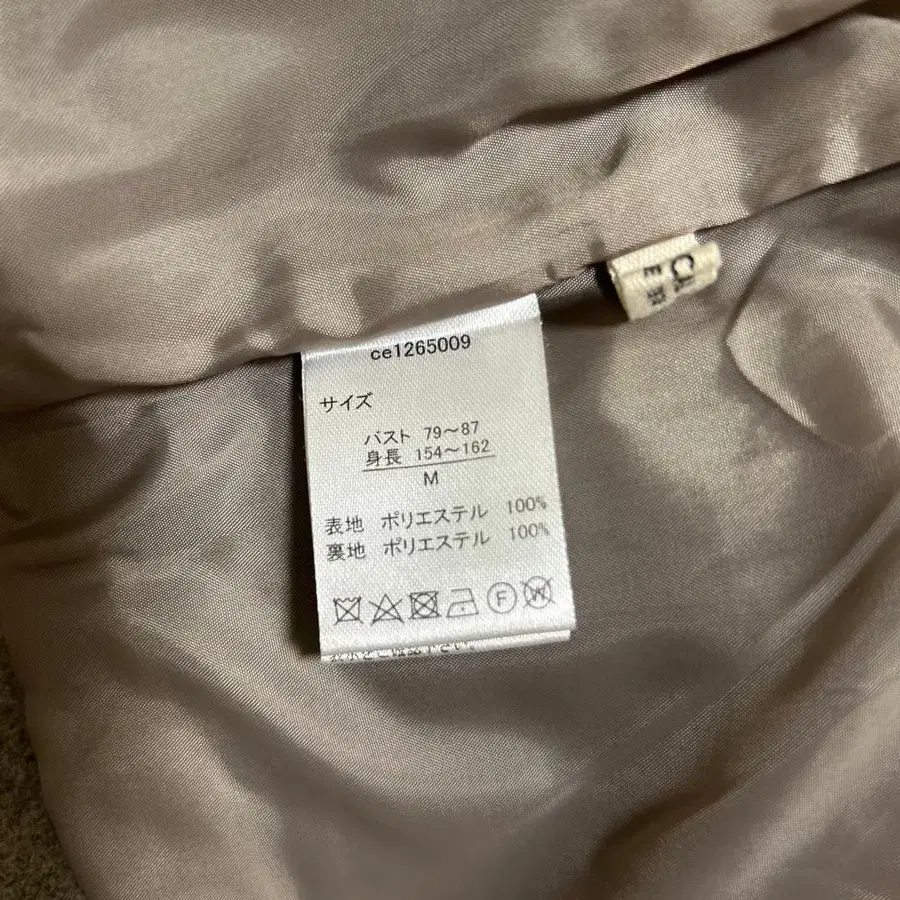 ce1265009
サイズ
バスト 79～87
身長 154～162
M
表地 ポリエステル 100%
裏地 ポリエステル 100%
F W